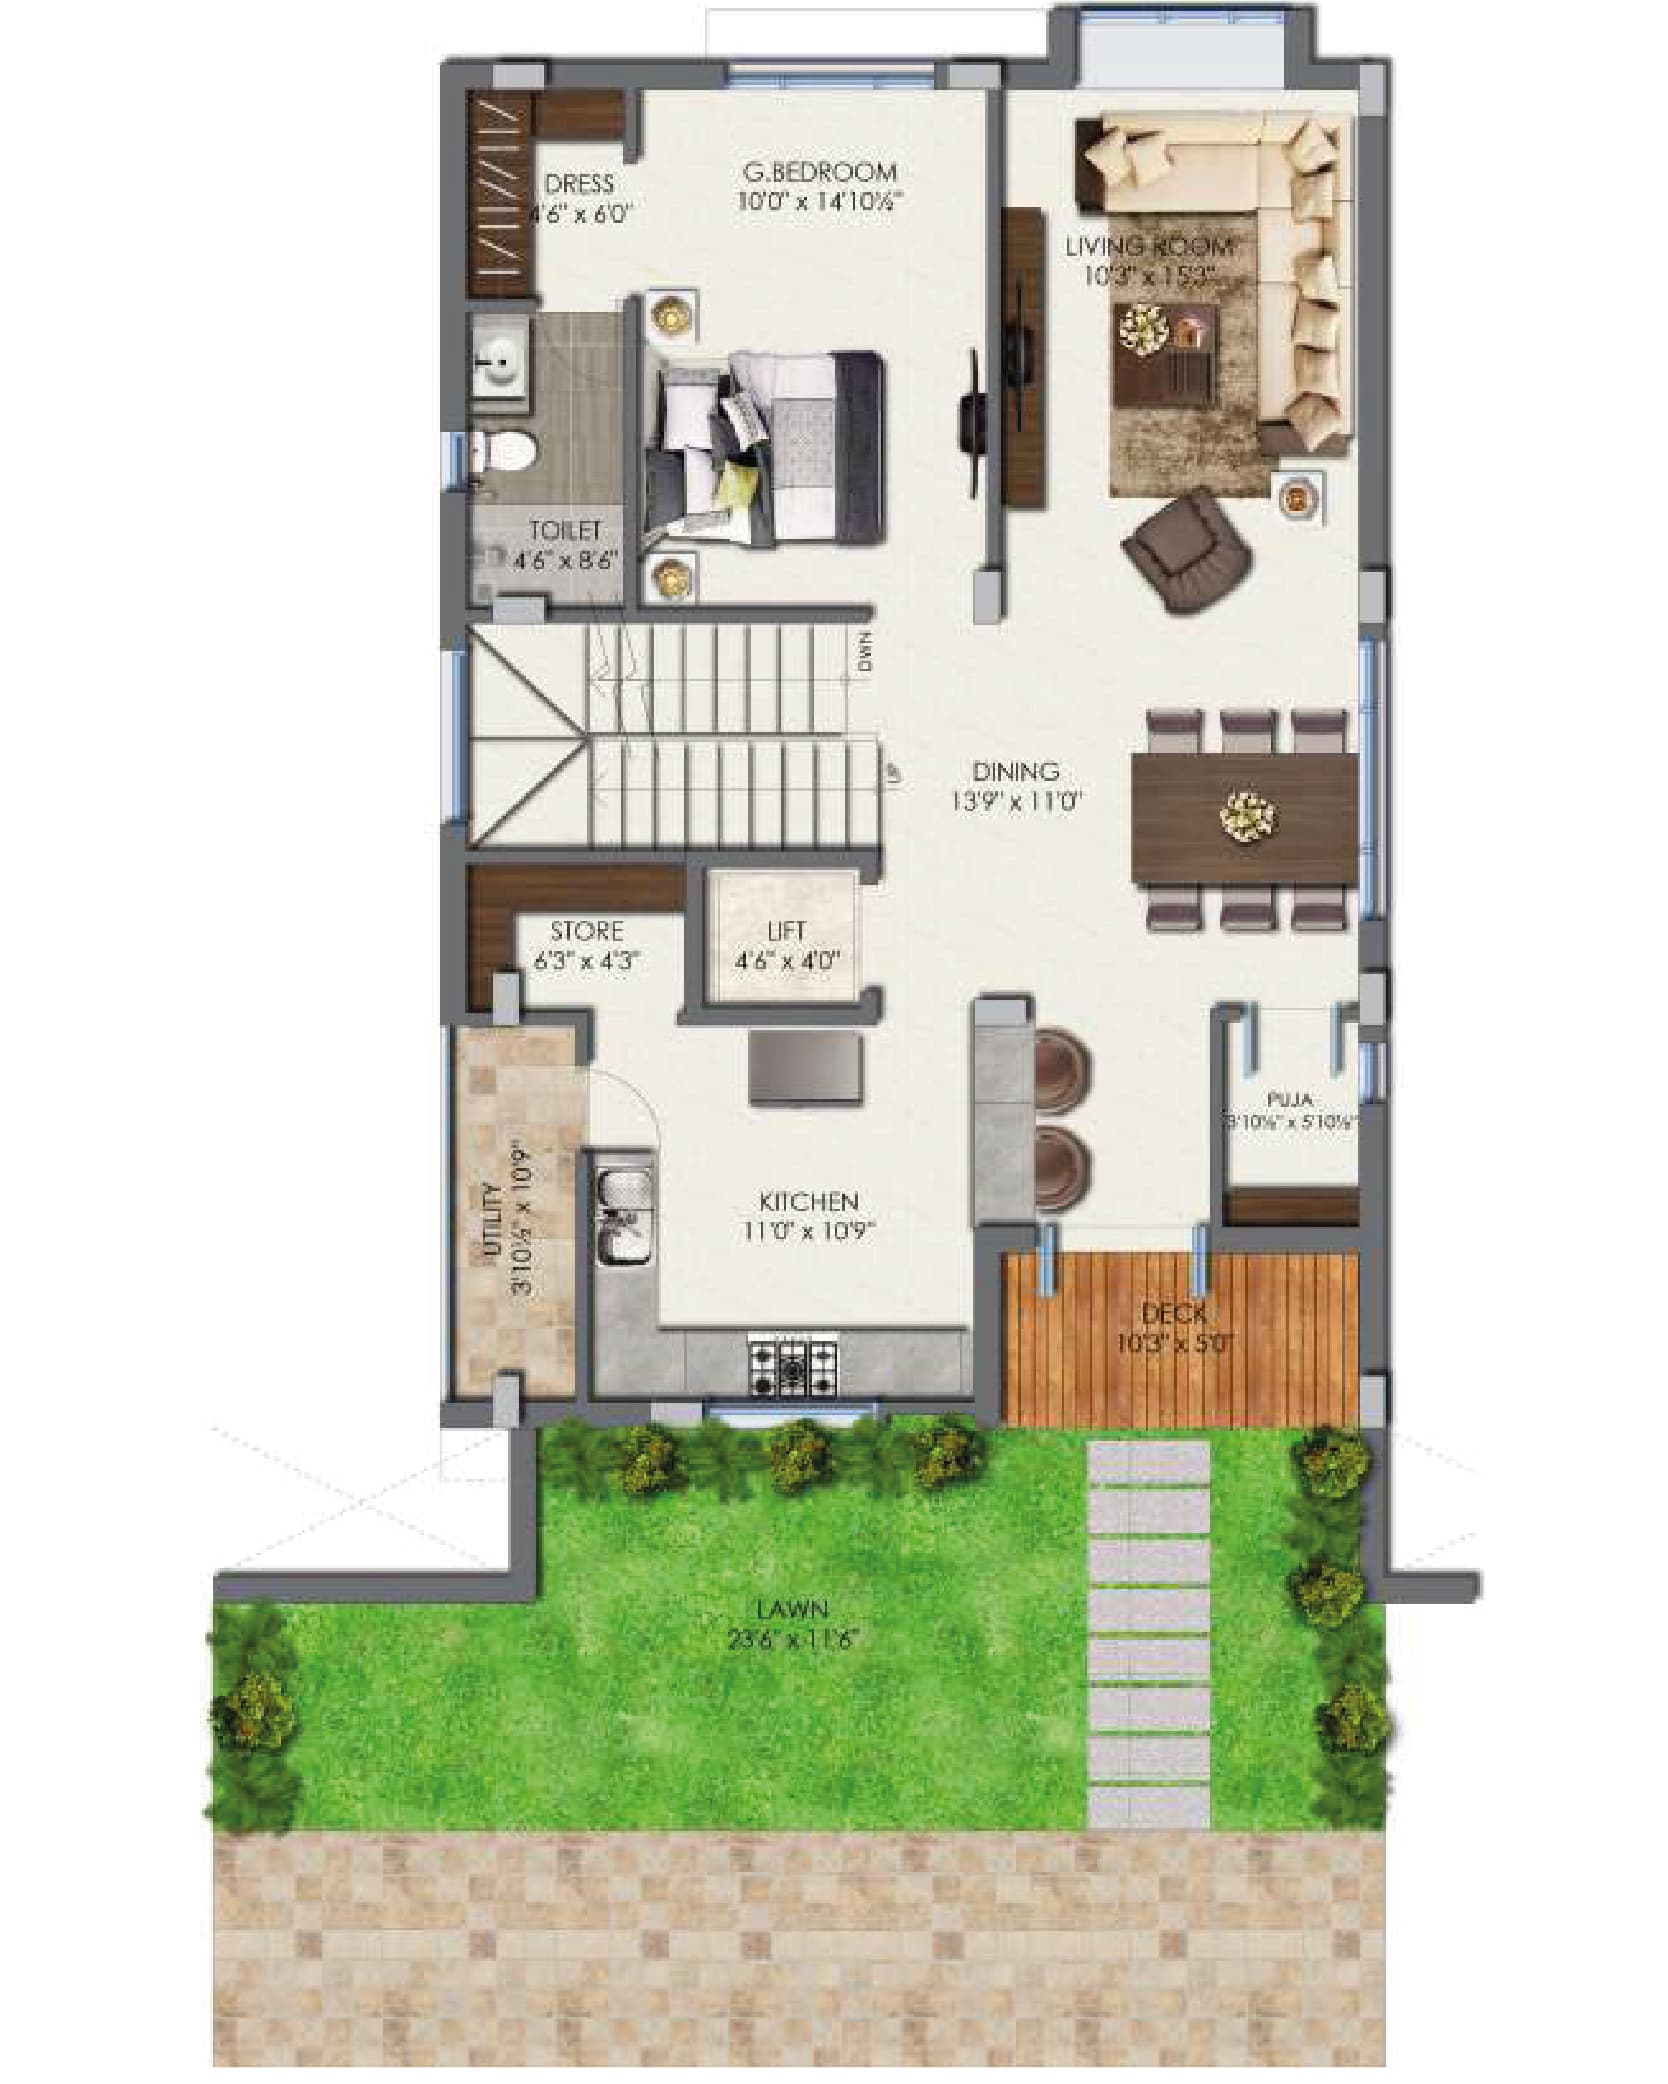 DRESS
4'6" x 6'0"
G.BEDROOM
10'0" x 14'10½"
LIVING ROOM
10'3" x 15'3"
TOILET
4'6" x 8'6"
DWN
UP
DINING
13'9" x 11'0"
STORE
6'3" x 4'3"
LIFT
4'6" x 4'0"
PUJA
3'10½" x 5'10½"
UTILITY
3'10½" x 10'9"
KITCHEN
11'0" x 10'9"
DECK
10'3" x 5'0"
LAWN
23'6" x 11'6"